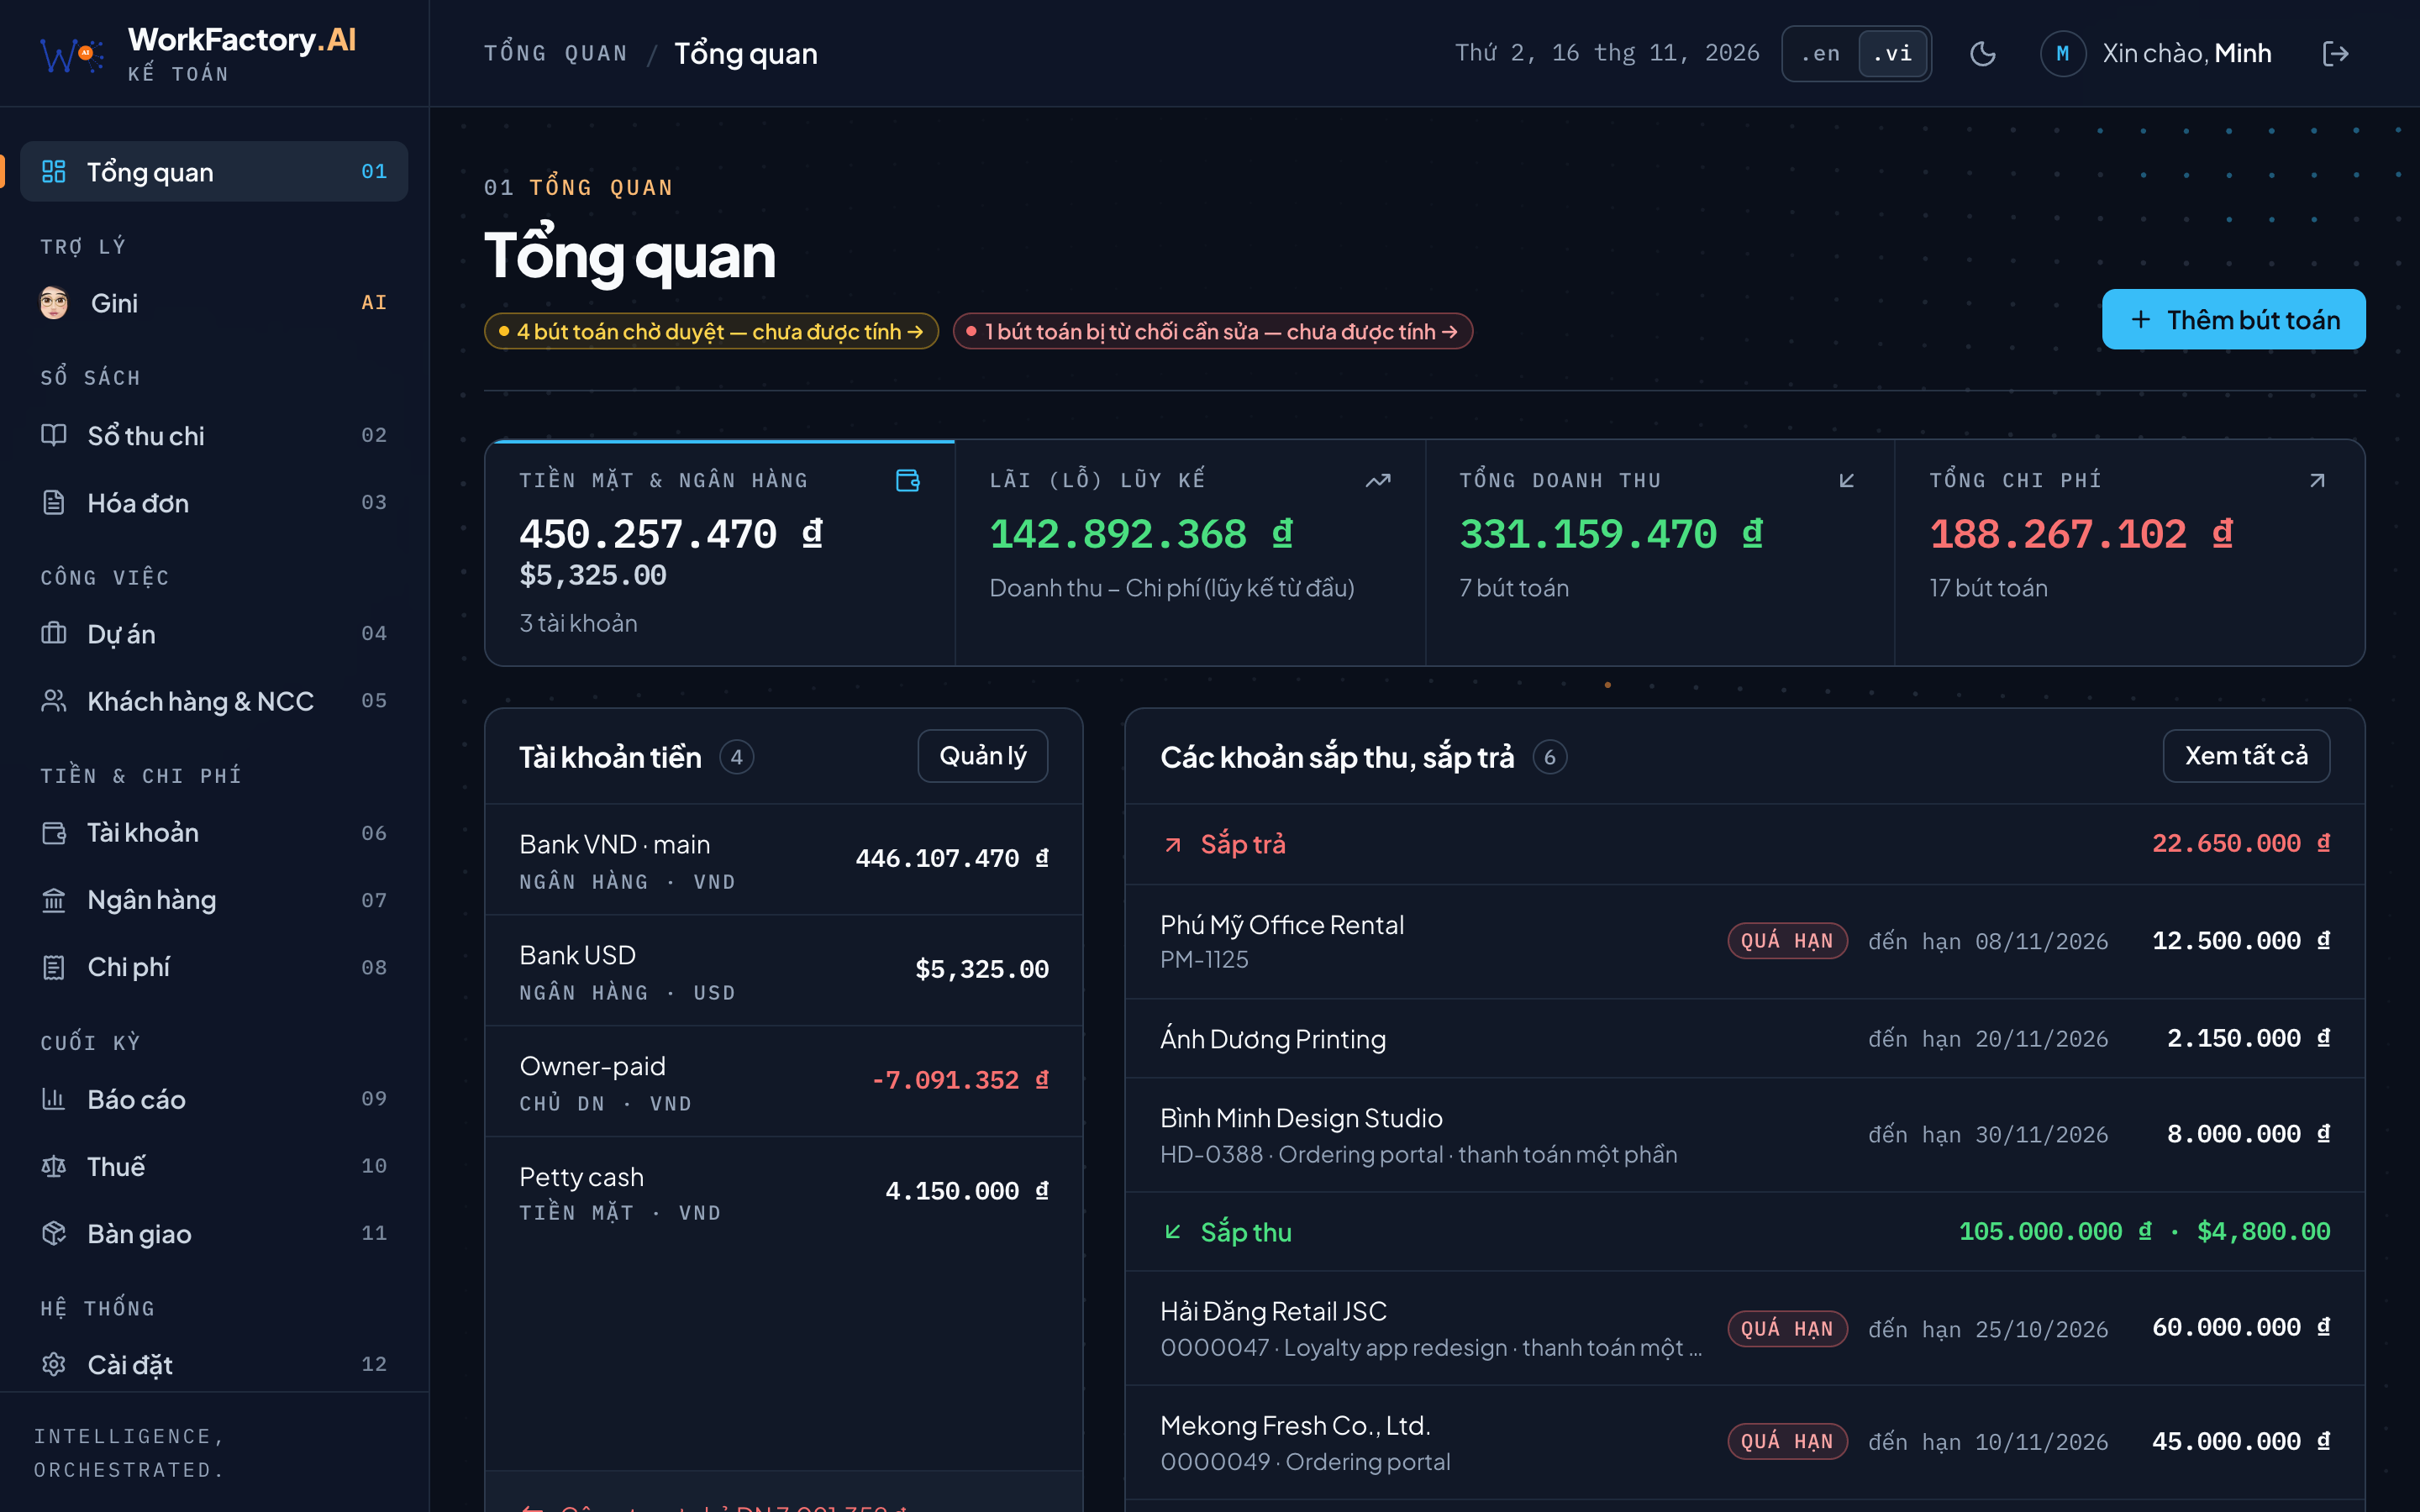 WorkFactory.AI
KẾ TOÁN
TỔNG QUAN / Tổng quan
Thứ 2, 16 thg 11, 2026
.en .vi
M Xin chào, Minh
Tổng quan 01
TRỢ LÝ
Gini AI
SỔ SÁCH
Sổ thu chi 02
Hóa đơn 03
CÔNG VIỆC
Dự án 04
Khách hàng & NCC 05
TIỀN & CHI PHÍ
Tài khoản 06
Ngân hàng 07
Chi phí 08
CUỐI KỲ
Báo cáo 09
Thuế 10
Bàn giao 11
HỆ THỐNG
Cài đặt 12
INTELLIGENCE,
ORCHESTRATED.
01 TỔNG QUAN
Tổng quan
4 bút toán chờ duyệt — chưa được tính →
1 bút toán bị từ chối cần sửa — chưa được tính →
+ Thêm bút toán
TIỀN MẶT & NGÂN HÀNG
450.257.470 ₫
$5,325.00
3 tài khoản
LÃI (LỖ) LŨY KẾ
142.892.368 ₫
Doanh thu – Chi phí (lũy kế từ đầu)
TỔNG DOANH THU
331.159.470 ₫
7 bút toán
TỔNG CHI PHÍ
188.267.102 ₫
17 bút toán
Tài khoản tiền 4
Quản lý
Bank VND · main
NGÂN HÀNG · VND
446.107.470 ₫
Bank USD
NGÂN HÀNG · USD
$5,325.00
Owner-paid
CHỦ DN · VND
-7.091.352 ₫
Petty cash
TIỀN MẶT · VND
4.150.000 ₫
Các khoản sắp thu, sắp trả 6
Xem tất cả
Sắp trả 22.650.000 ₫
Phú Mỹ Office Rental
PM-1125
QUÁ HẠN đến hạn 08/11/2026 12.500.000 ₫
Ánh Dương Printing
đến hạn 20/11/2026 2.150.000 ₫
Bình Minh Design Studio
HD-0388 · Ordering portal · thanh toán một phần
đến hạn 30/11/2026 8.000.000 ₫
Sắp thu 105.000.000 ₫ · $4,800.00
Hải Đăng Retail JSC
0000047 · Loyalty app redesign · thanh toán một ...
QUÁ HẠN đến hạn 25/10/2026 60.000.000 ₫
Mekong Fresh Co., Ltd.
0000049 · Ordering portal
QUÁ HẠN đến hạn 10/11/2026 45.000.000 ₫